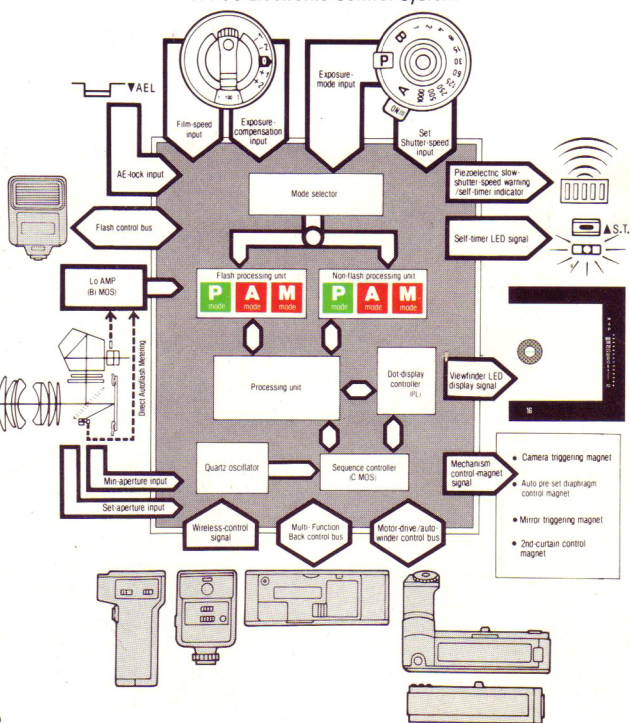 Electronic Control System
▼AEL
Film-speed
input
Exposure-
compensation
input
Exposure-
mode input
Set
Shutter-speed
input
AE-lock input
Mode selector
Piezoelectric slow-
shutter-speed warning
/self-timer indicator
▲S.T.
Flash control bus
Self-timer LED signal
Flash processing unit
P mode
A mode
M mode
Non-flash processing unit
P mode
A mode
M mode
Lo AMP
(Bi MOS)
Direct Autoflash Metering
Processing unit
Dot-display
controller
(IPL)
Viewfinder LED
display signal
16
Quartz oscillator
Sequence controller
(C MOS)
Mechanism
control-magnet
signal
• Camera triggering magnet
• Auto pre-set diaphragm
control magnet
• Mirror triggering magnet
• 2nd-curtain control
magnet
Min-aperture input
Set-aperture input
Wireless-control
signal
Multi-Function
Back control bus
Motor-drive/auto-
winder control bus
B
1
2
4
8
15
30
60
125
250
500
1000
A
P
100